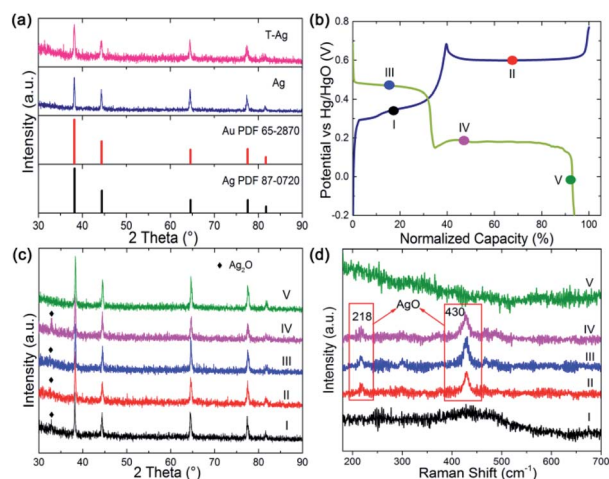 (a)
T-Ag
Ag
Au PDF 65-2870
Ag PDF 87-0720
Intensity (a.u.)
30 40 50 60 70 80 90
2 Theta (°)
(b)
Potential vs Hg/HgO (V)
0.8
0.6
0.4
0.2
0.0
-0.2
III
I
II
IV
V
0 20 40 60 80 100
Normalized Capacity (%)
(c)
♦ Ag₂O
Intensity (a.u.)
V
IV
III
II
I
30 40 50 60 70 80 90
2 Theta (°)
(d)
218
AgO
430
Intensity (a.u.)
V
IV
III
II
I
200 300 400 500 600 700
Raman Shift (cm⁻¹)